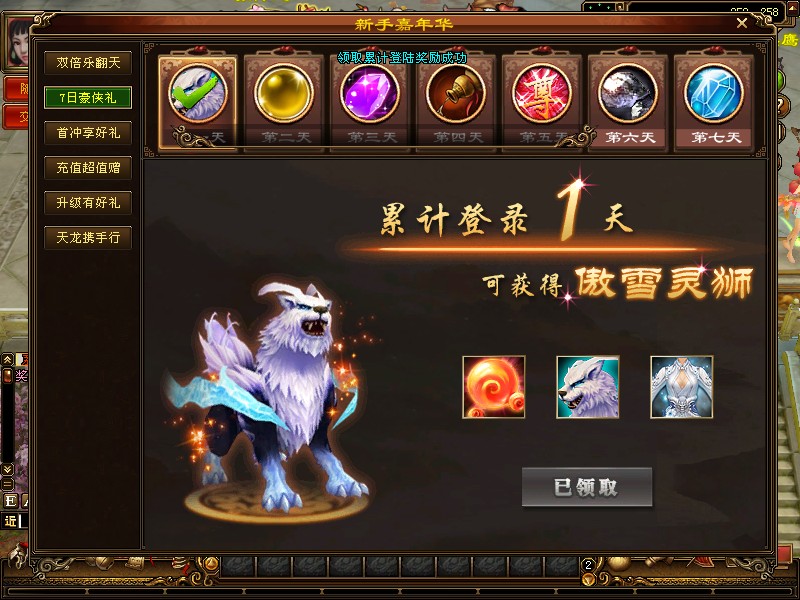 新手嘉年华
领取累计登陆奖励成功
双倍乐翻天
7日豪侠礼
首冲享好礼
充值超值赠
升级有好礼
天龙携手行
天
第二天
第三天
第四天
第五天
第六天
第七天
累计登录1天
可获得傲雪灵狮
已领取
近
2